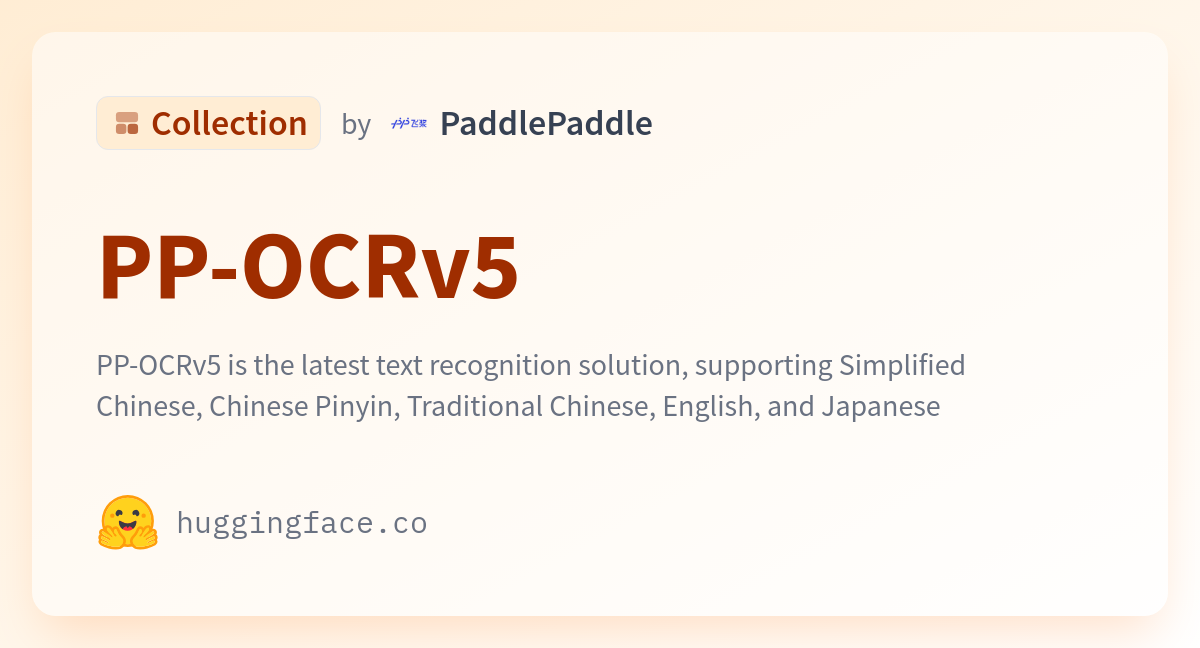 Collection by PaddlePaddle
PP-OCRv5
PP-OCRv5 is the latest text recognition solution, supporting Simplified
Chinese, Chinese Pinyin, Traditional Chinese, English, and Japanese
huggingface.co